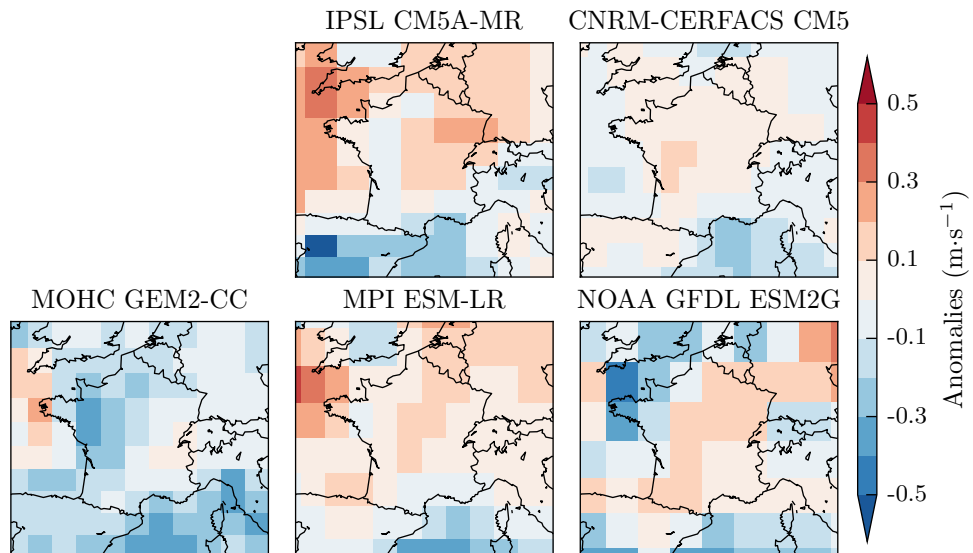 IPSL CM5A-MR
CNRM-CERFACS CM5
MOHC GEM2-CC
MPI ESM-LR
NOAA GFDL ESM2G
0.5
0.3
0.1
-0.1
-0.3
-0.5
Anomalies (m·s⁻¹)